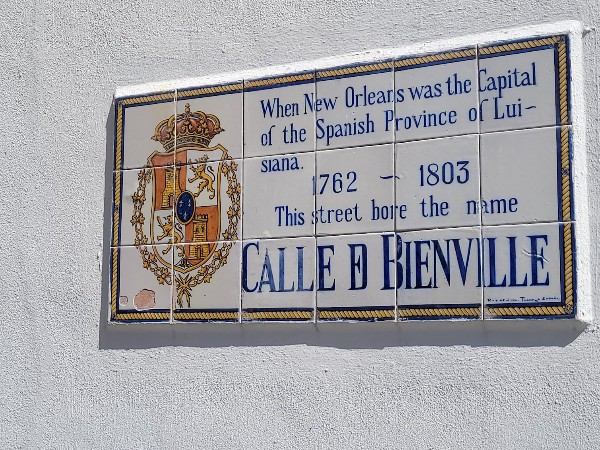 When New Orleans was the Capital
of the Spanish Province of Lui-
siana.
1762 ~ 1803
This street bore the name
CALLE D BIENVILLE